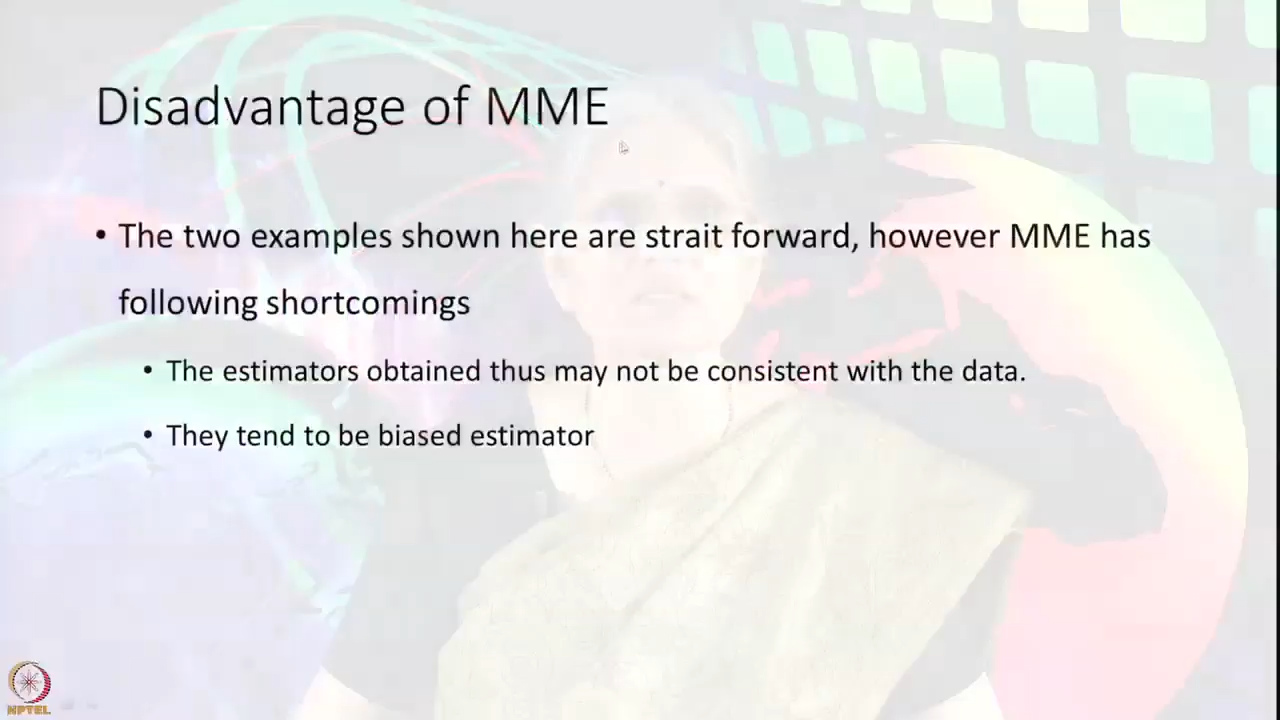 Disadvantage of MME
• The two examples shown here are strait forward, however MME has
following shortcomings
• The estimators obtained thus may not be consistent with the data.
• They tend to be biased estimator
NPTEL